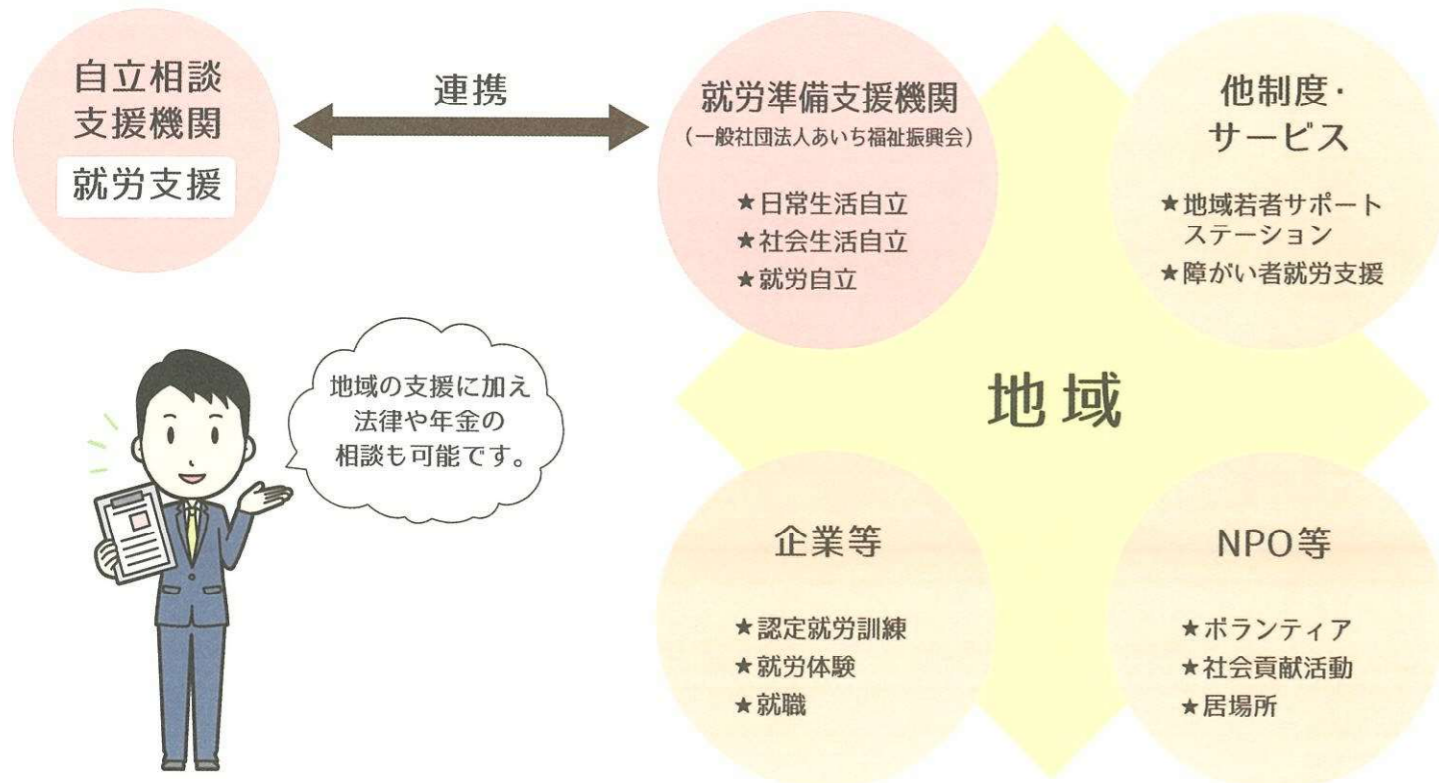 自立相談
支援機関
就労支援
連携
就労準備支援機関
（一般社団法人あいち福祉振興会）
★日常生活自立
★社会生活自立
★就労自立
他制度・
サービス
★地域若者サポート
ステーション
★障がい者就労支援
地域の支援に加え
法律や年金の
相談も可能です。
地域
企業等
★認定就労訓練
★就労体験
★就職
NPO等
★ボランティア
★社会貢献活動
★居場所